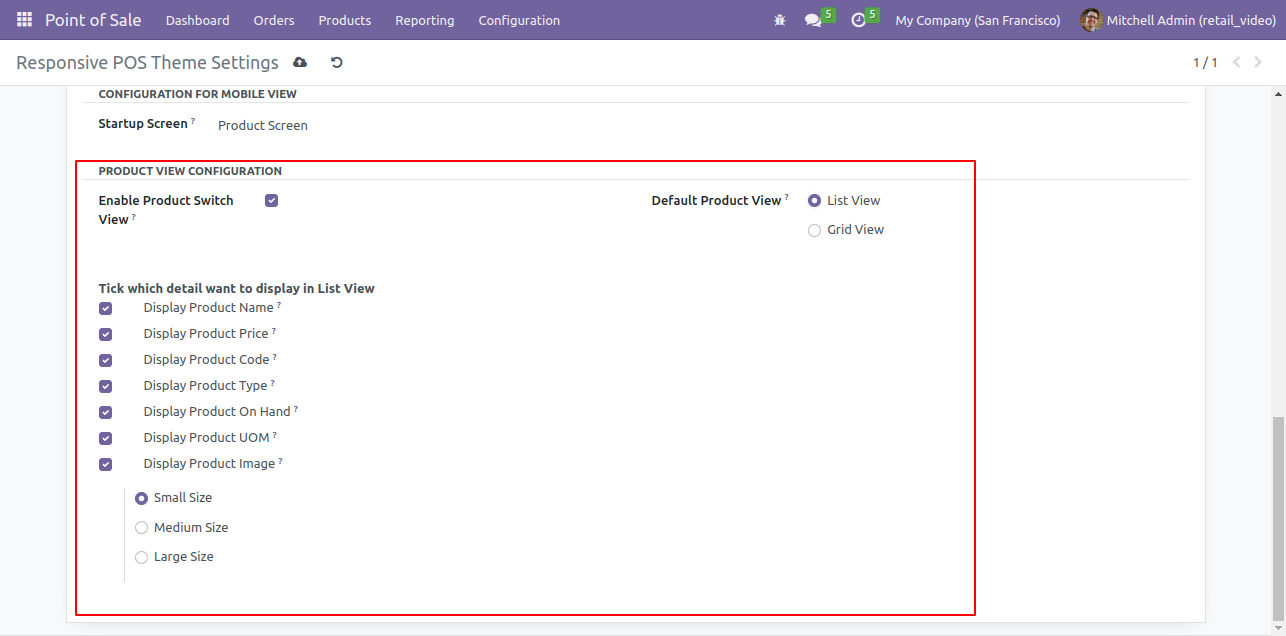 Point of Sale Dashboard Orders Products Reporting Configuration 5 5 My Company (San Francisco) Mitchell Admin (retail_video)
Responsive POS Theme Settings 1 / 1
CONFIGURATION FOR MOBILE VIEW
Startup Screen ? Product Screen
PRODUCT VIEW CONFIGURATION
Enable Product Switch
View ?
Default Product View ? List View
Grid View
Tick which detail want to display in List View
Display Product Name ?
Display Product Price ?
Display Product Code ?
Display Product Type ?
Display Product On Hand ?
Display Product UOM ?
Display Product Image ?
Small Size
Medium Size
Large Size